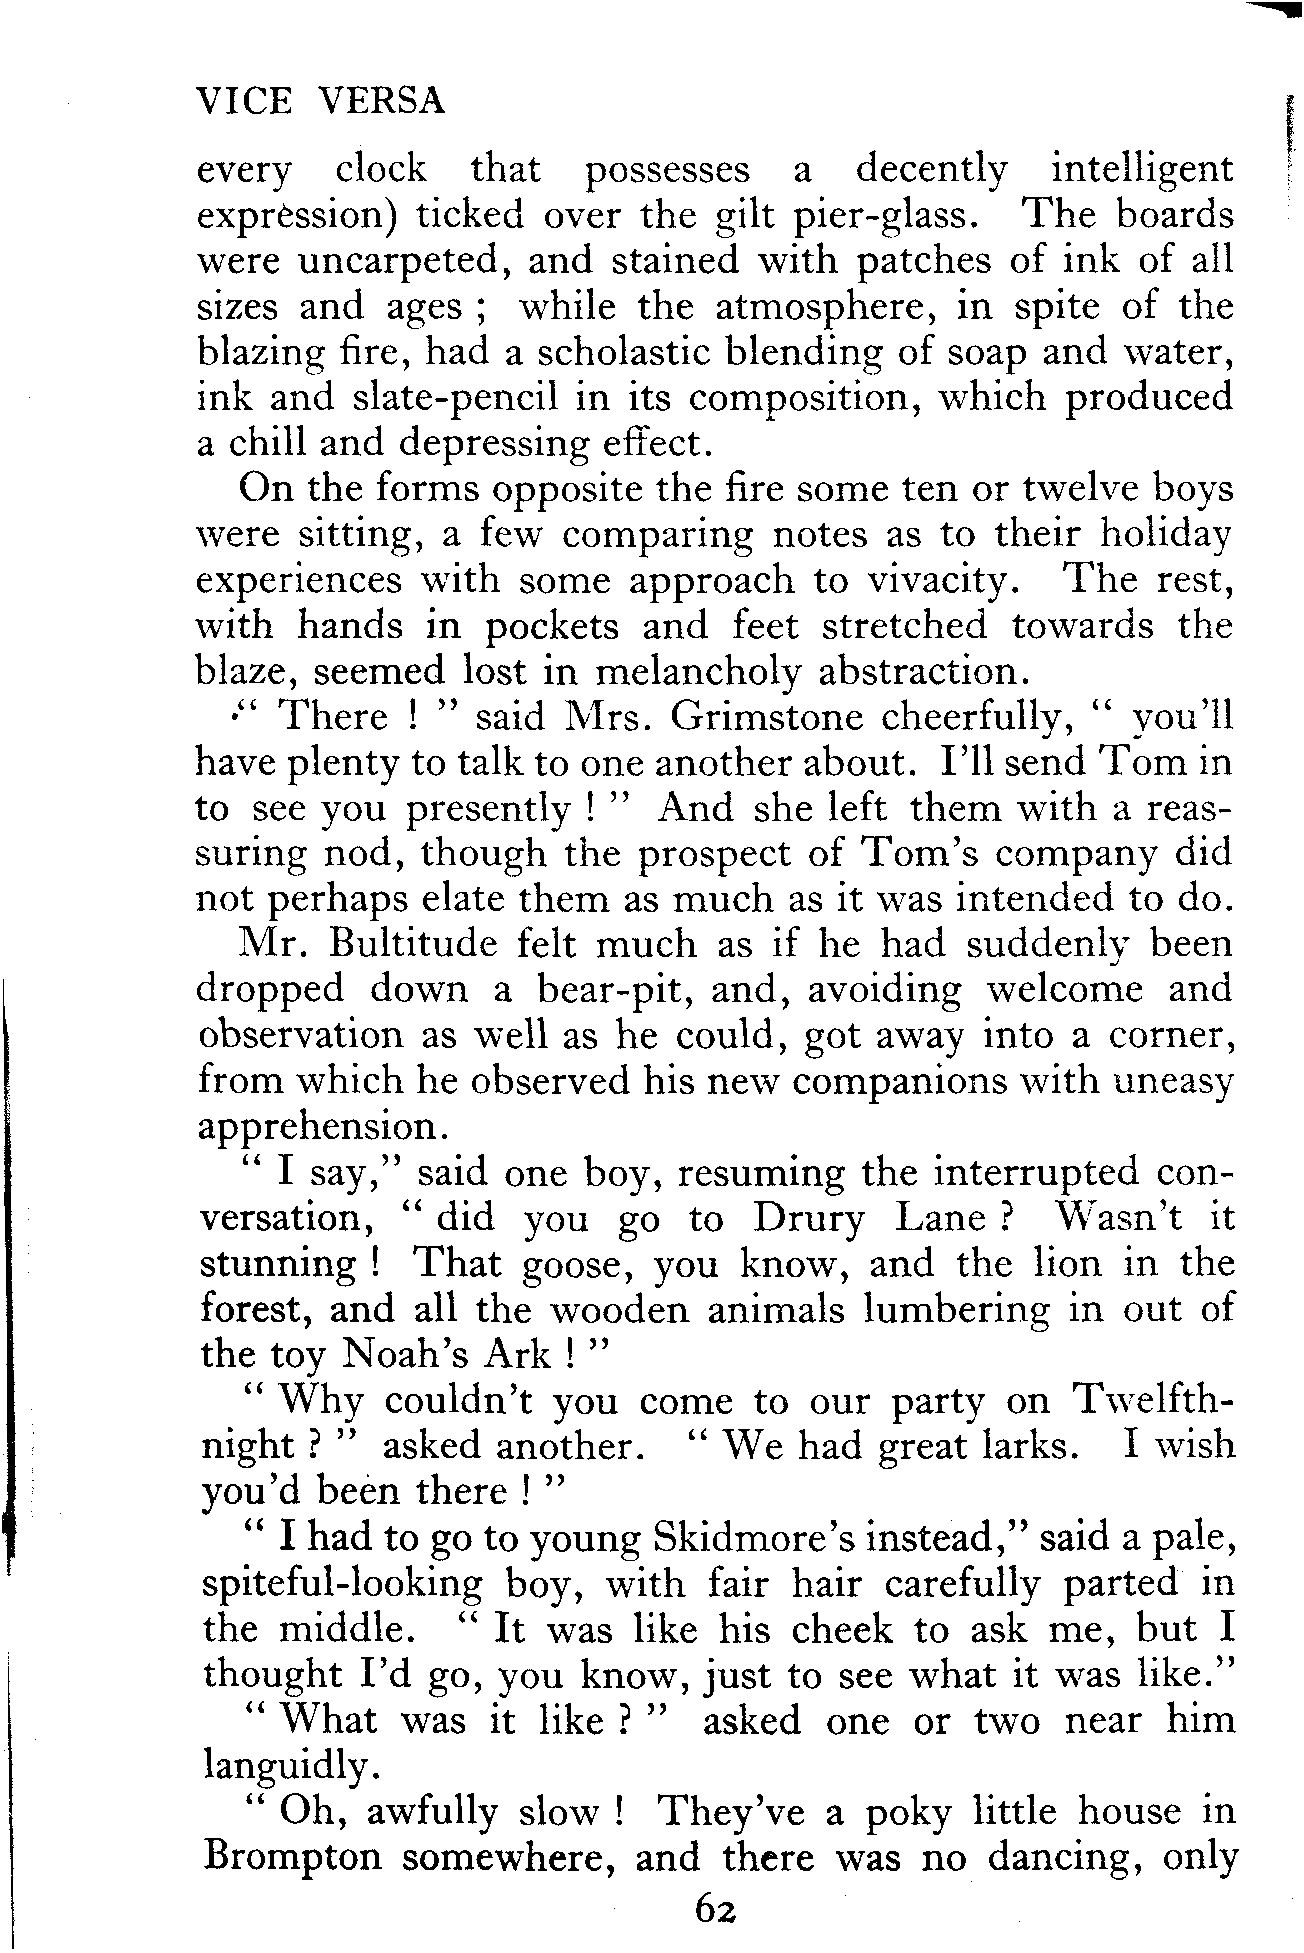 VICE VERSA
every clock that possesses a decently intelligent
expression) ticked over the gilt pier-glass. The boards
were uncarpeted, and stained with patches of ink of all
sizes and ages ; while the atmosphere, in spite of the
blazing fire, had a scholastic blending of soap and water,
ink and slate-pencil in its composition, which produced
a chill and depressing effect.
On the forms opposite the fire some ten or twelve boys
were sitting, a few comparing notes as to their holiday
experiences with some approach to vivacity. The rest,
with hands in pockets and feet stretched towards the
blaze, seemed lost in melancholy abstraction.
“ There ! ” said Mrs. Grimstone cheerfully, “ you'll
have plenty to talk to one another about. I'll send Tom in
to see you presently ! ” And she left them with a reas-
suring nod, though the prospect of Tom's company did
not perhaps elate them as much as it was intended to do.
Mr. Bultitude felt much as if he had suddenly been
dropped down a bear-pit, and, avoiding welcome and
observation as well as he could, got away into a corner,
from which he observed his new companions with uneasy
apprehension.
“ I say,” said one boy, resuming the interrupted con-
versation, “ did you go to Drury Lane ? Wasn't it
stunning ! That goose, you know, and the lion in the
forest, and all the wooden animals lumbering in out of
the toy Noah's Ark ! ”
“ Why couldn't you come to our party on Twelfth-
night ? ” asked another. “ We had great larks. I wish
you'd been there ! ”
“ I had to go to young Skidmore's instead,” said a pale,
spiteful-looking boy, with fair hair carefully parted in
the middle. “ It was like his cheek to ask me, but I
thought I'd go, you know, just to see what it was like.”
“ What was it like ? ” asked one or two near him
languidly.
“ Oh, awfully slow ! They've a poky little house in
Brompton somewhere, and there was no dancing, only
62